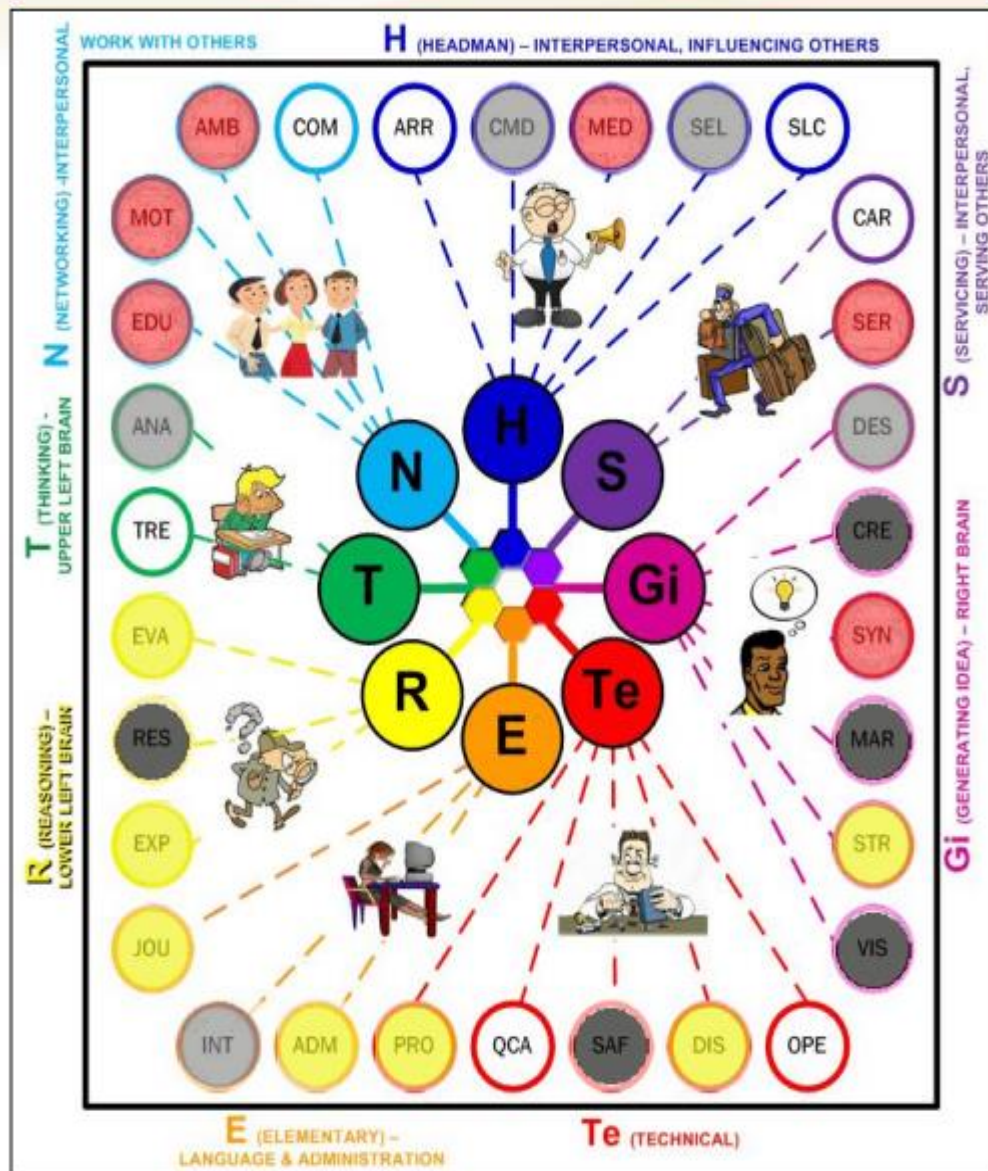 WORK WITH OTHERS
H (HEADMAN) – INTERPERSONAL, INFLUENCING OTHERS
N (NETWORKING) -INTERPERSONAL
T (THINKING) -
UPPER LEFT BRAIN
R (REASONING) –
LOWER LEFT BRAIN
AMB
COM
ARR
CMD
MED
SEL
SLC
MOT
CAR
EDU
SER
ANA
DES
TRE
CRE
EVA
SYN
RES
MAR
EXP
STR
JOU
VIS
INT
ADM
PRO
QCA
SAF
DIS
OPE
H
N
S
T
Gi
R
Te
E
S (SERVICING) – INTERPERSONAL,
SERVING OTHERS
Gi (GENERATING IDEA) – RIGHT BRAIN
E (ELEMENTARY) –
LANGUAGE & ADMINISTRATION
Te (TECHNICAL)